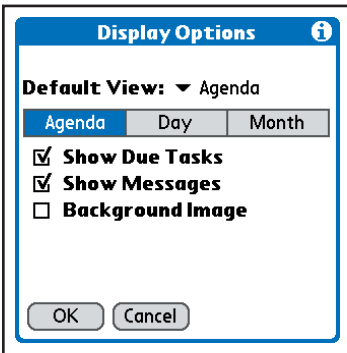 Display Options i
Default View: Agenda
Agenda Day Month
Show Due Tasks
Show Messages
Background Image
OK Cancel